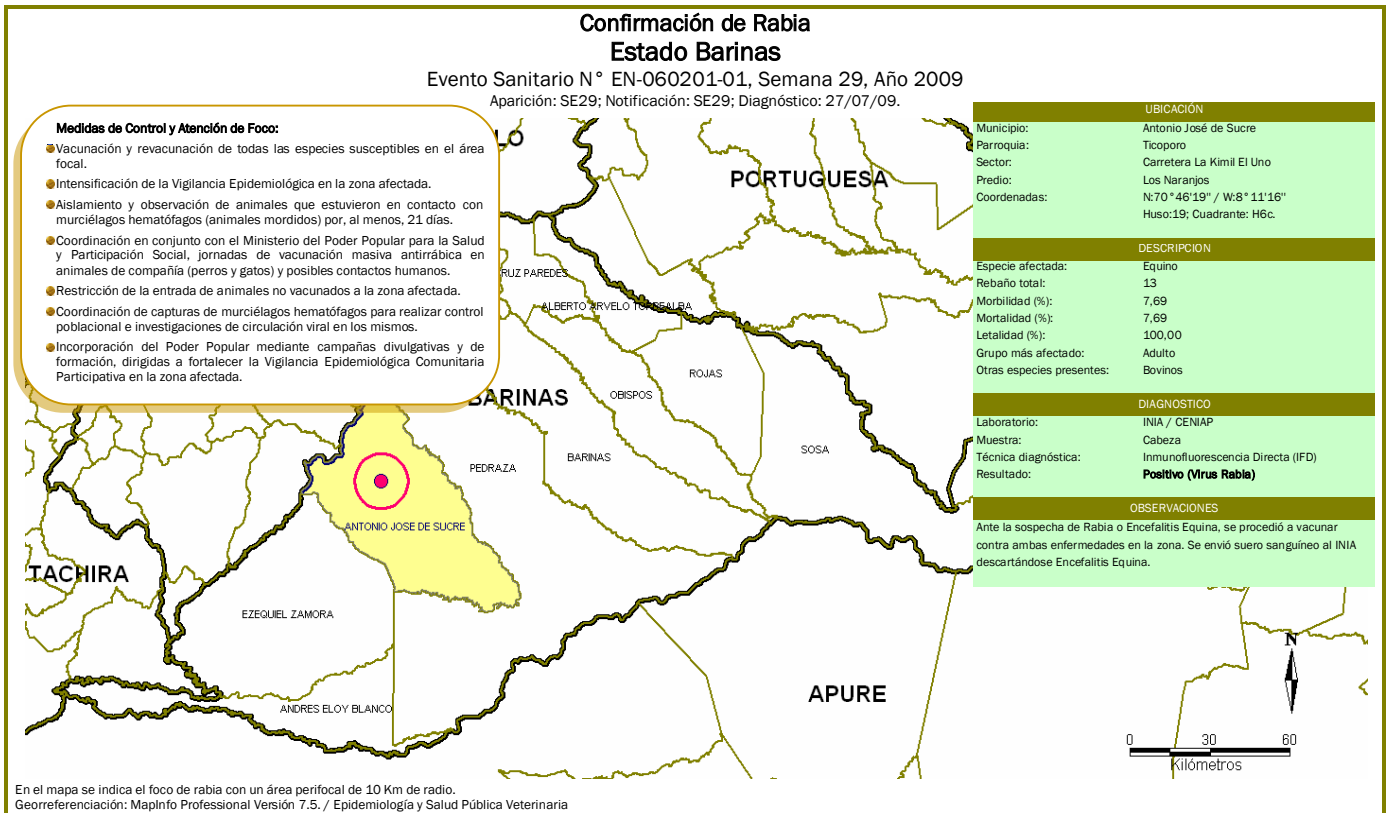 Confirmación de Rabia
Estado Barinas
Evento Sanitario N° EN-060201-01, Semana 29, Año 2009
Aparición: SE29; Notificación: SE29; Diagnóstico: 27/07/09.
Medidas de Control y Atención de Foco:
Vacunación y revacunación de todas las especies susceptibles en el área
focal.
Intensificación de la Vigilancia Epidemiológica en la zona afectada.
Aislamiento y observación de animales que estuvieron en contacto con
murciélagos hematófagos (animales mordidos) por, al menos, 21 días.
Coordinación en conjunto con el Ministerio del Poder Popular para la Salud
y Participación Social, jornadas de vacunación masiva antirrábica en
animales de compañía (perros y gatos) y posibles contactos humanos.
Restricción de la entrada de animales no vacunados a la zona afectada.
Coordinación de capturas de murciélagos hematófagos para realizar control
poblacional e investigaciones de circulación viral en los mismos.
Incorporación del Poder Popular mediante campañas divulgativas y de
formación, dirigidas a fortalecer la Vigilancia Epidemiológica Comunitaria
Participativa en la zona afectada.
UBICACIÓN
Municipio: Antonio José de Sucre
Parroquia: Ticoporo
Sector: Carretera La Kimil El Uno
Predio: Los Naranjos
Coordenadas: N:70°46'19'' / W:8°11'16''
Huso:19; Cuadrante: H6c.
DESCRIPCION
Especie afectada: Equino
Rebaño total: 13
Morbilidad (%): 7,69
Mortalidad (%): 7,69
Letalidad (%): 100,00
Grupo más afectado: Adulto
Otras especies presentes: Bovinos
DIAGNOSTICO
Laboratorio: INIA / CENIAP
Muestra: Cabeza
Técnica diagnóstica: Inmunofluorescencia Directa (IFD)
Resultado: Positivo (Virus Rabia)
OBSERVACIONES
Ante la sospecha de Rabia o Encefalitis Equina, se procedió a vacunar
contra ambas enfermedades en la zona. Se envió suero sanguíneo al INIA
descartándose Encefalitis Equina.
LO
PORTUGUESA
RUZ PAREDES
ALBERTO ARVELO TORREALBA
ROJAS
BARINAS
OBISPOS
SOSA
PEDRAZA
BARINAS
ANTONIO JOSE DE SUCRE
TACHIRA
EZEQUIEL ZAMORA
ANDRES ELOY BLANCO
APURE
N
0 30 60
Kilómetros
En el mapa se indica el foco de rabia con un área perifocal de 10 Km de radio.
Georreferenciación: MapInfo Professional Versión 7.5. / Epidemiología y Salud Pública Veterinaria